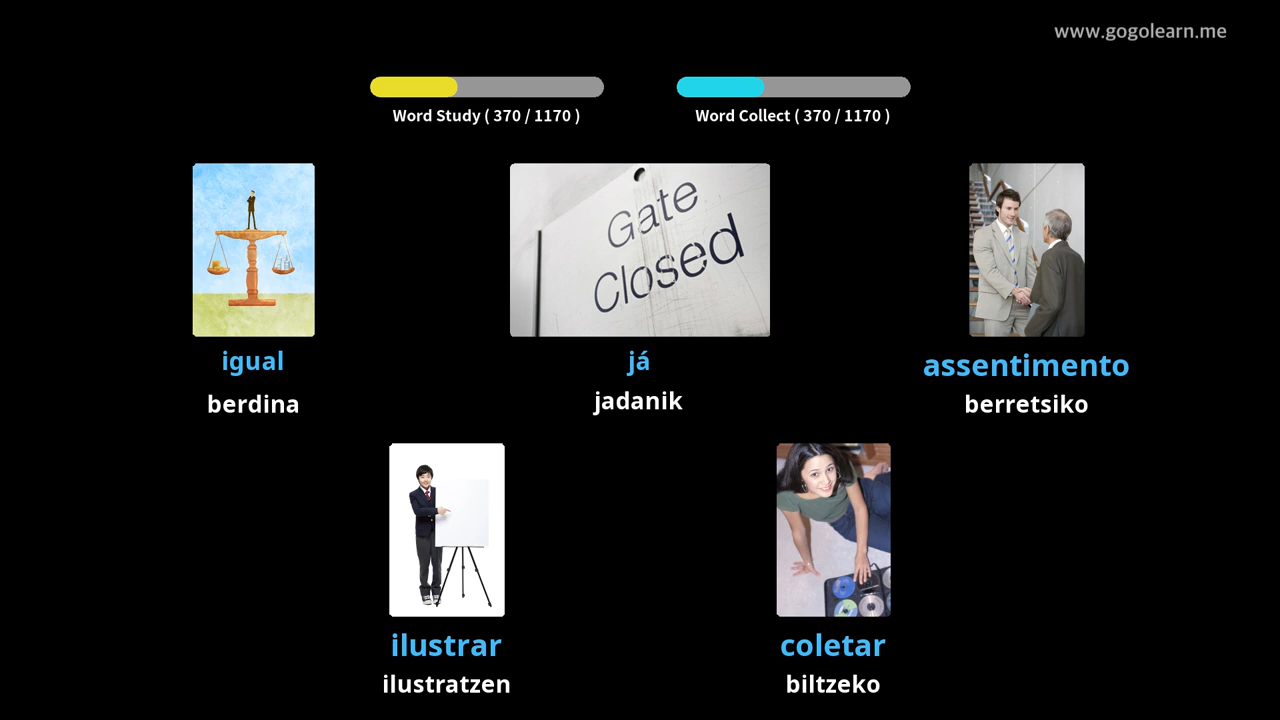 www.gogolearn.me
Word Study ( 370 / 1170 )
Word Collect ( 370 / 1170 )
Gate
Closed
igual
berdina
já
jadanik
assentimento
berretsiko
ilustrar
ilustratzen
coletar
biltzeko